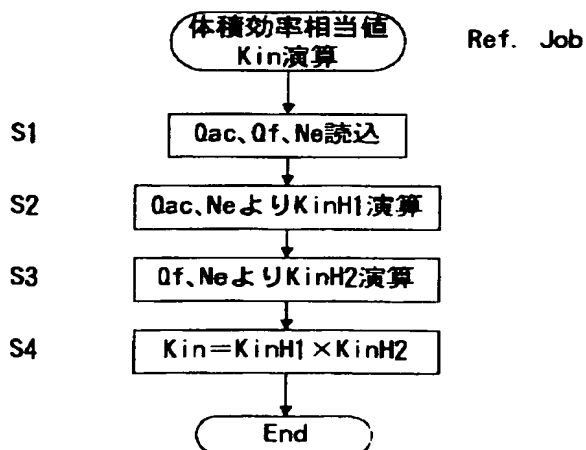 体積効率相当値
Kin演算
Ref. Job
S1
Qac、Qf、Ne読込
S2
Qac、NeよりKinH1演算
S3
Qf、NeよりKinH2演算
S4
Kin=KinH1×KinH2
End